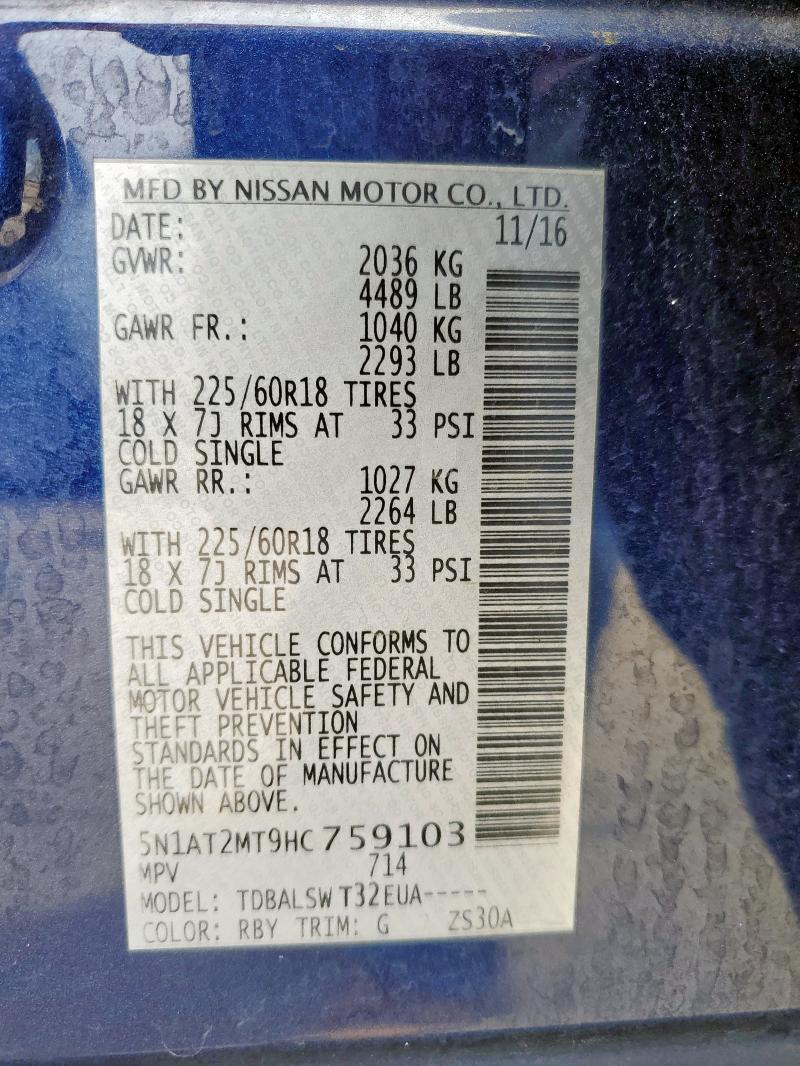 MFD BY NISSAN MOTOR CO., LTD.
DATE: 11/16
GVWR: 2036 KG
4489 LB
GAWR FR.: 1040 KG
2293 LB
WITH 225/60R18 TIRES
18 X 7J RIMS AT 33 PSI
COLD SINGLE
GAWR RR.: 1027 KG
2264 LB
WITH 225/60R18 TIRES
18 X 7J RIMS AT 33 PSI
COLD SINGLE
THIS VEHICLE CONFORMS TO
ALL APPLICABLE FEDERAL
MOTOR VEHICLE SAFETY AND
THEFT PREVENTION
STANDARDS IN EFFECT ON
THE DATE OF MANUFACTURE
SHOWN ABOVE.
5N1AT2MT9HC759103
MPV 714
MODEL: TDBALSW T32EUA-----
COLOR: RBY TRIM: G ZS30A